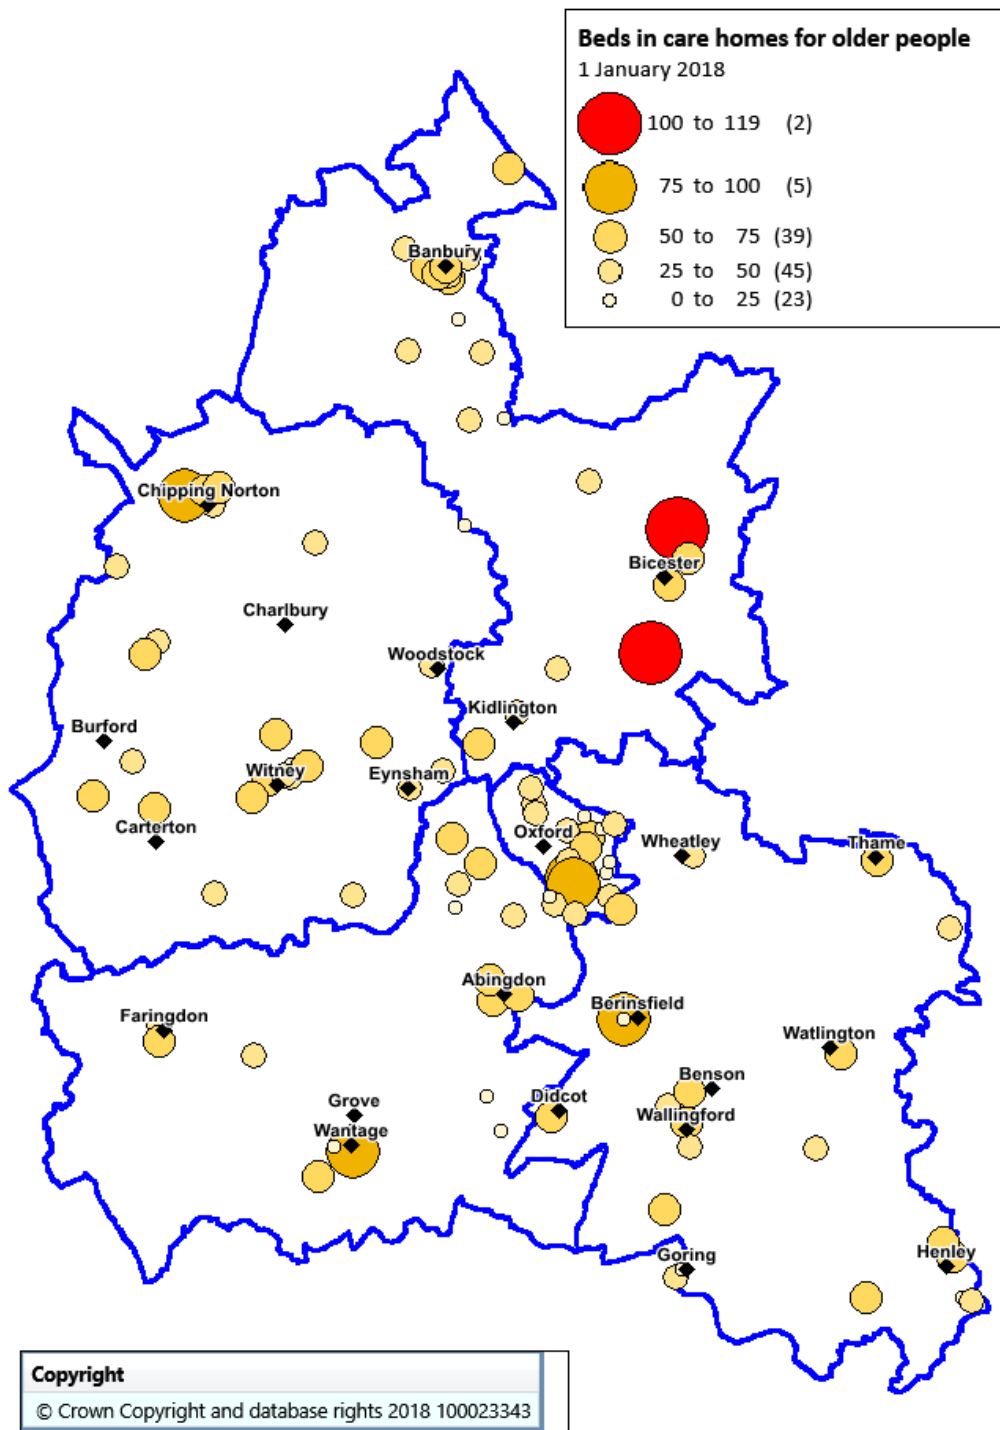 Beds in care homes for older people
1 January 2018
100 to 119 (2)
75 to 100 (5)
50 to 75 (39)
25 to 50 (45)
0 to 25 (23)
Banbury
Chipping Norton
Bicester
Charlbury
Woodstock
Kidlington
Burford
Witney
Eynsham
Carterton
Oxford
Wheatley
Thame
Abingdon
Berinsfield
Faringdon
Watlington
Benson
Didcot
Grove
Wallingford
Wantage
Goring
Henley
Copyright
© Crown Copyright and database rights 2018 100023343